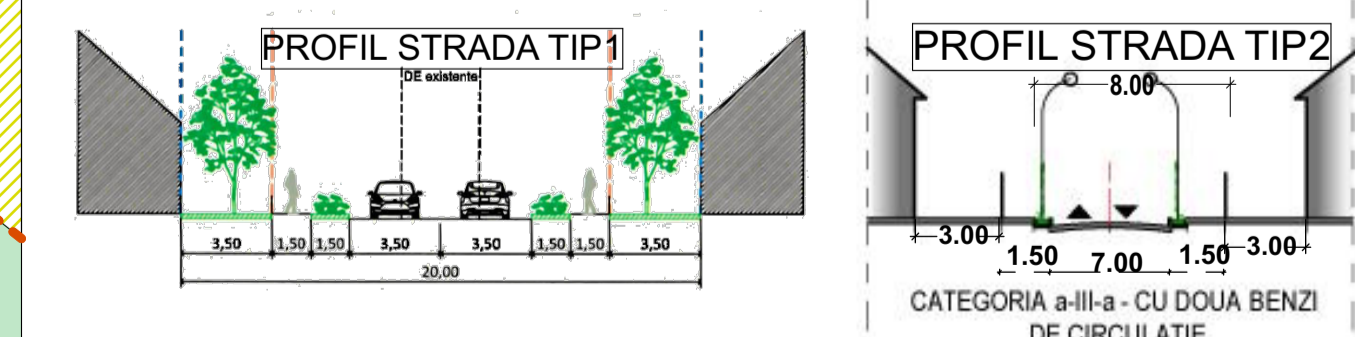 PROFIL STRADA TIP1
DE existente
3,50 1,50 1,50 3,50 3,50 1,50 1,50 3,50
20,00
PROFIL STRADA TIP2
8.00
3.00 3.00
1.50 7.00 1.50
CATEGORIA a-III-a - CU DOUA BENZI
DE CIRCULATIE